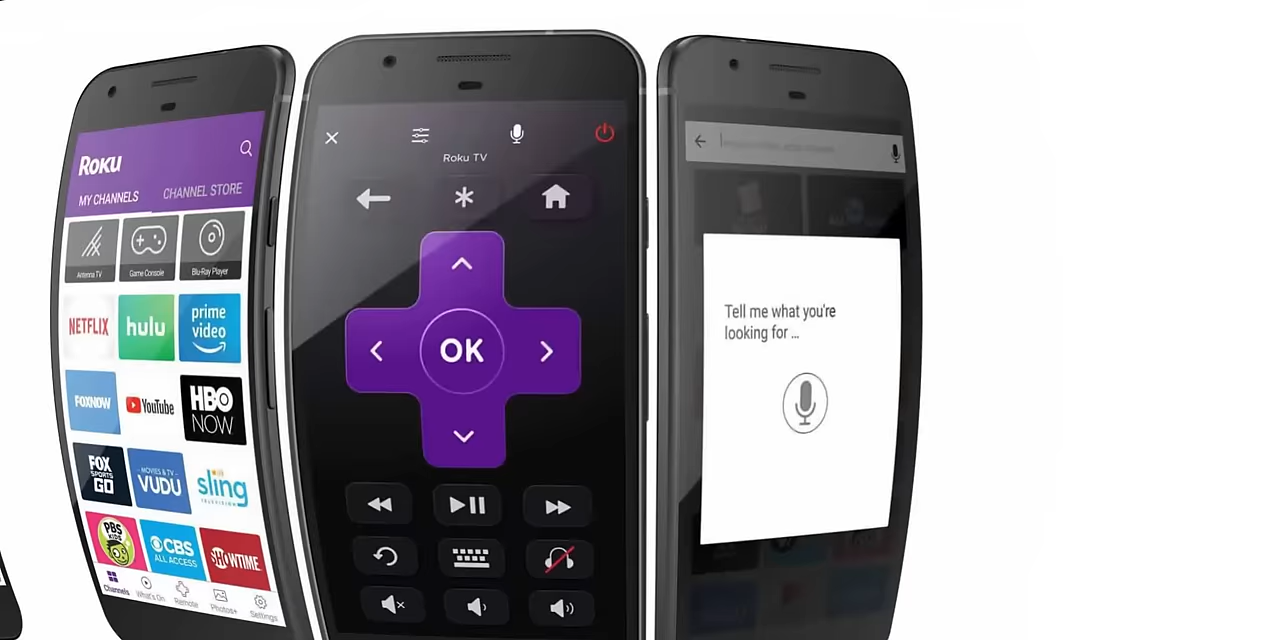 ROKU
MY CHANNELS
CHANNEL STORE
Antenna TV
Game Console
Blu-Ray Player
NETFLIX
hulu
prime video
FOXNOW
YouTube
HBO
NOW
FOX
SPORTS
GO
MOVIES & TV
VUDU
sling
TELEVISION
PBS
KIDS
CBS
ALL ACCESS
SHOWTIME
Channels
What's On
Remote
Photos+
Settings
Roku TV
OK
Tell me what you're
looking for ...